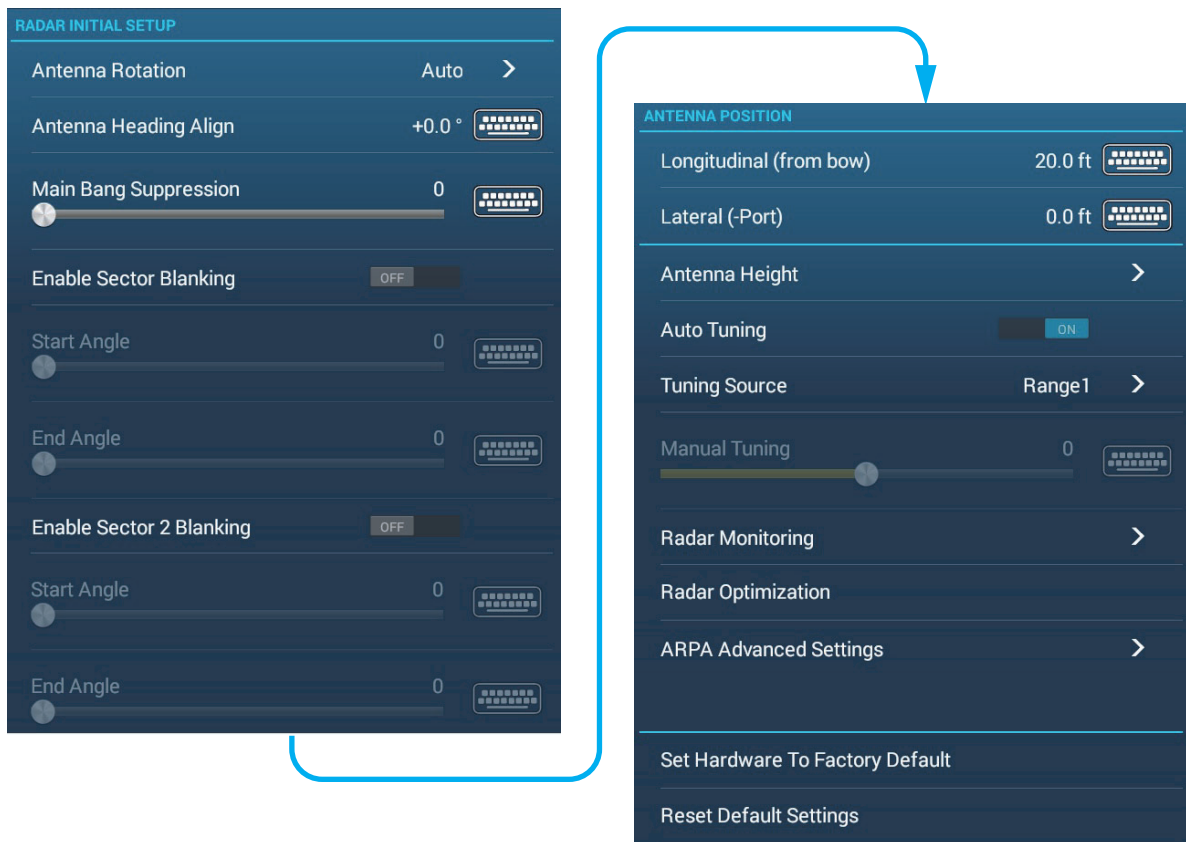 RADAR INITIAL SETUP
Antenna Rotation Auto
Antenna Heading Align +0.0 °
Main Bang Suppression 0
Enable Sector Blanking OFF
Start Angle 0
End Angle 0
Enable Sector 2 Blanking OFF
Start Angle 0
End Angle 0
ANTENNA POSITION
Longitudinal (from bow) 20.0 ft
Lateral (-Port) 0.0 ft
Antenna Height
Auto Tuning ON
Tuning Source Range1
Manual Tuning 0
Radar Monitoring
Radar Optimization
ARPA Advanced Settings
Set Hardware To Factory Default
Reset Default Settings